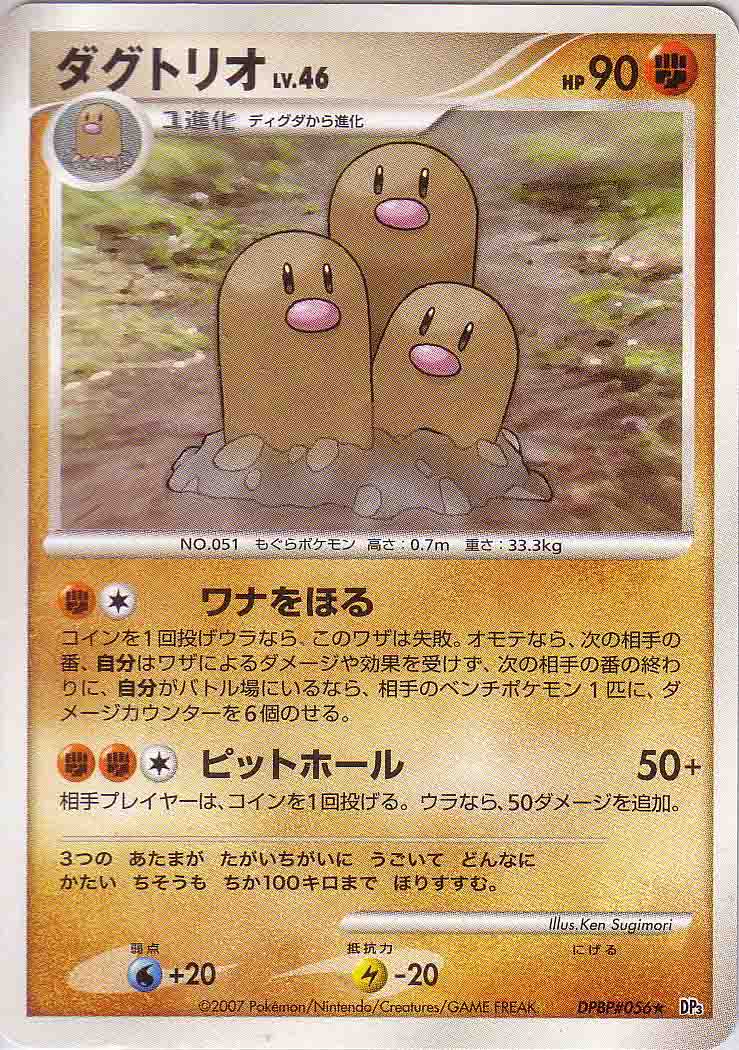 ダグトリオ LV.46 HP 90
1進化 ディグダから進化
NO.051 もぐらポケモン 高さ:0.7m 重さ:33.3kg
ワナをほる
コインを1回投げウラなら、このワザは失敗。オモテなら、次の相手の
番、自分はワザによるダメージや効果を受けず、次の相手の番の終わ
りに、自分がバトル場にいるなら、相手のベンチポケモン1匹に、ダ
メージカウンターを6個のせる。
ピットホール 50+
相手プレイヤーは、コインを1回投げる。ウラなら、50ダメージを追加。
3つの あたまが たがいちがいに うごいて どんなに
かたい ちそうも ちか100キロまで ほりすすむ。
Illus.Ken Sugimori
弱点 抵抗力 にげる
+20 -20
©2007 Pokémon/Nintendo/Creatures/GAME FREAK. DPBP#056★ DP3